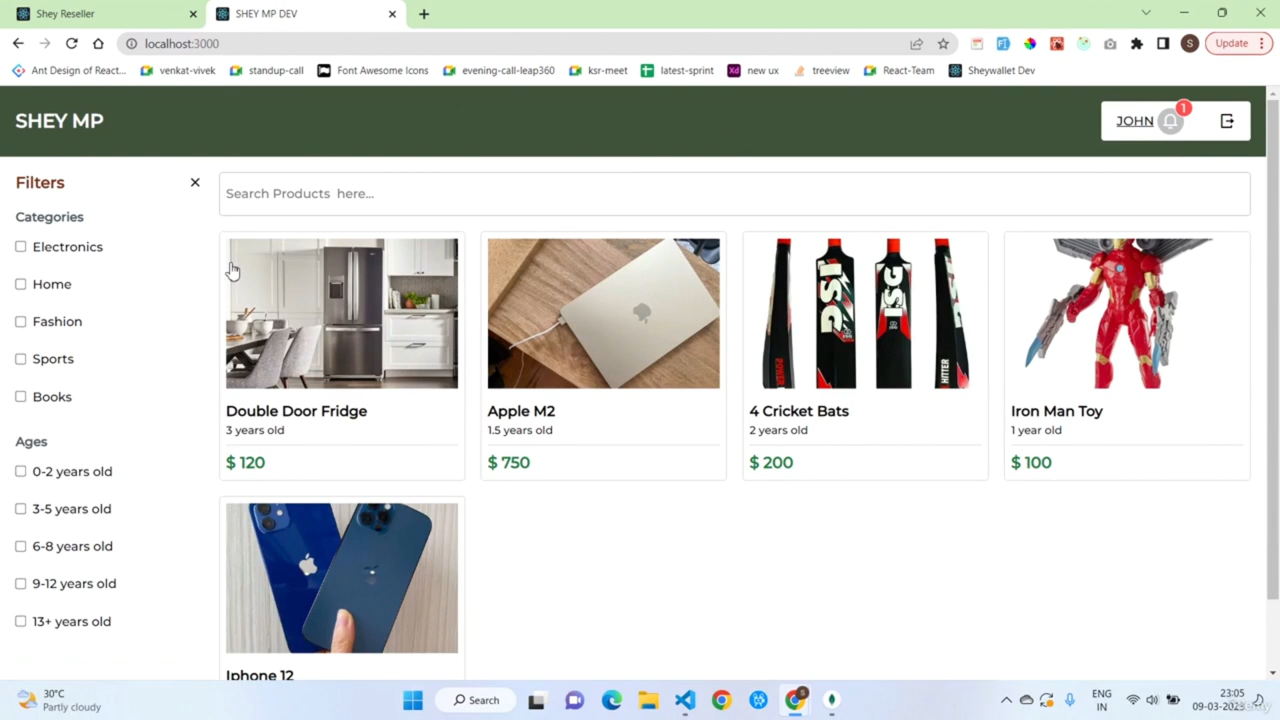 Shey Reseller
SHEY MP DEV
localhost:3000
Update
Ant Design of React...
venkat-vivek
standup-call
Font Awesome Icons
evening-call-leap360
ksr-meet
latest-sprint
new ux
treeview
React-Team
Sheywallet Dev
SHEY MP
JOHN
1
Filters
Categories
Electronics
Home
Fashion
Sports
Books
Ages
0-2 years old
3-5 years old
6-8 years old
9-12 years old
13+ years old
Search Products here...
Double Door Fridge
3 years old
$ 120
Apple M2
1.5 years old
$ 750
DSI
HITTER
4 Cricket Bats
2 years old
$ 200
Iron Man Toy
1 year old
$ 100
Iphone 12
30°C
Partly cloudy
Search
ENG
IN
23:05